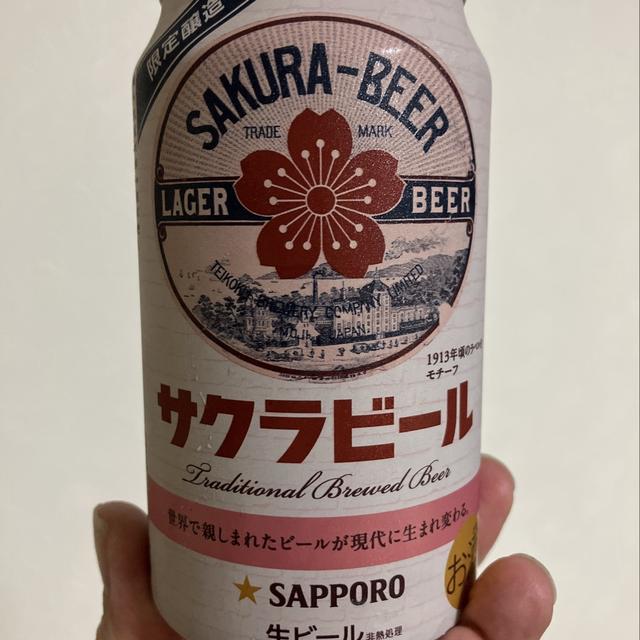 限定醸造
SAKURA-BEER
TRADE MARK
LAGER BEER
TEIKOKU BREWERY COMPANY LIMITED
JAPAN
1913年頃の
モチーフ
サクラビール
Traditional Brewed Beer
世界で親しまれたビールが現代に生まれ変わる。
お
SAPPORO
生ビール 非熱処理